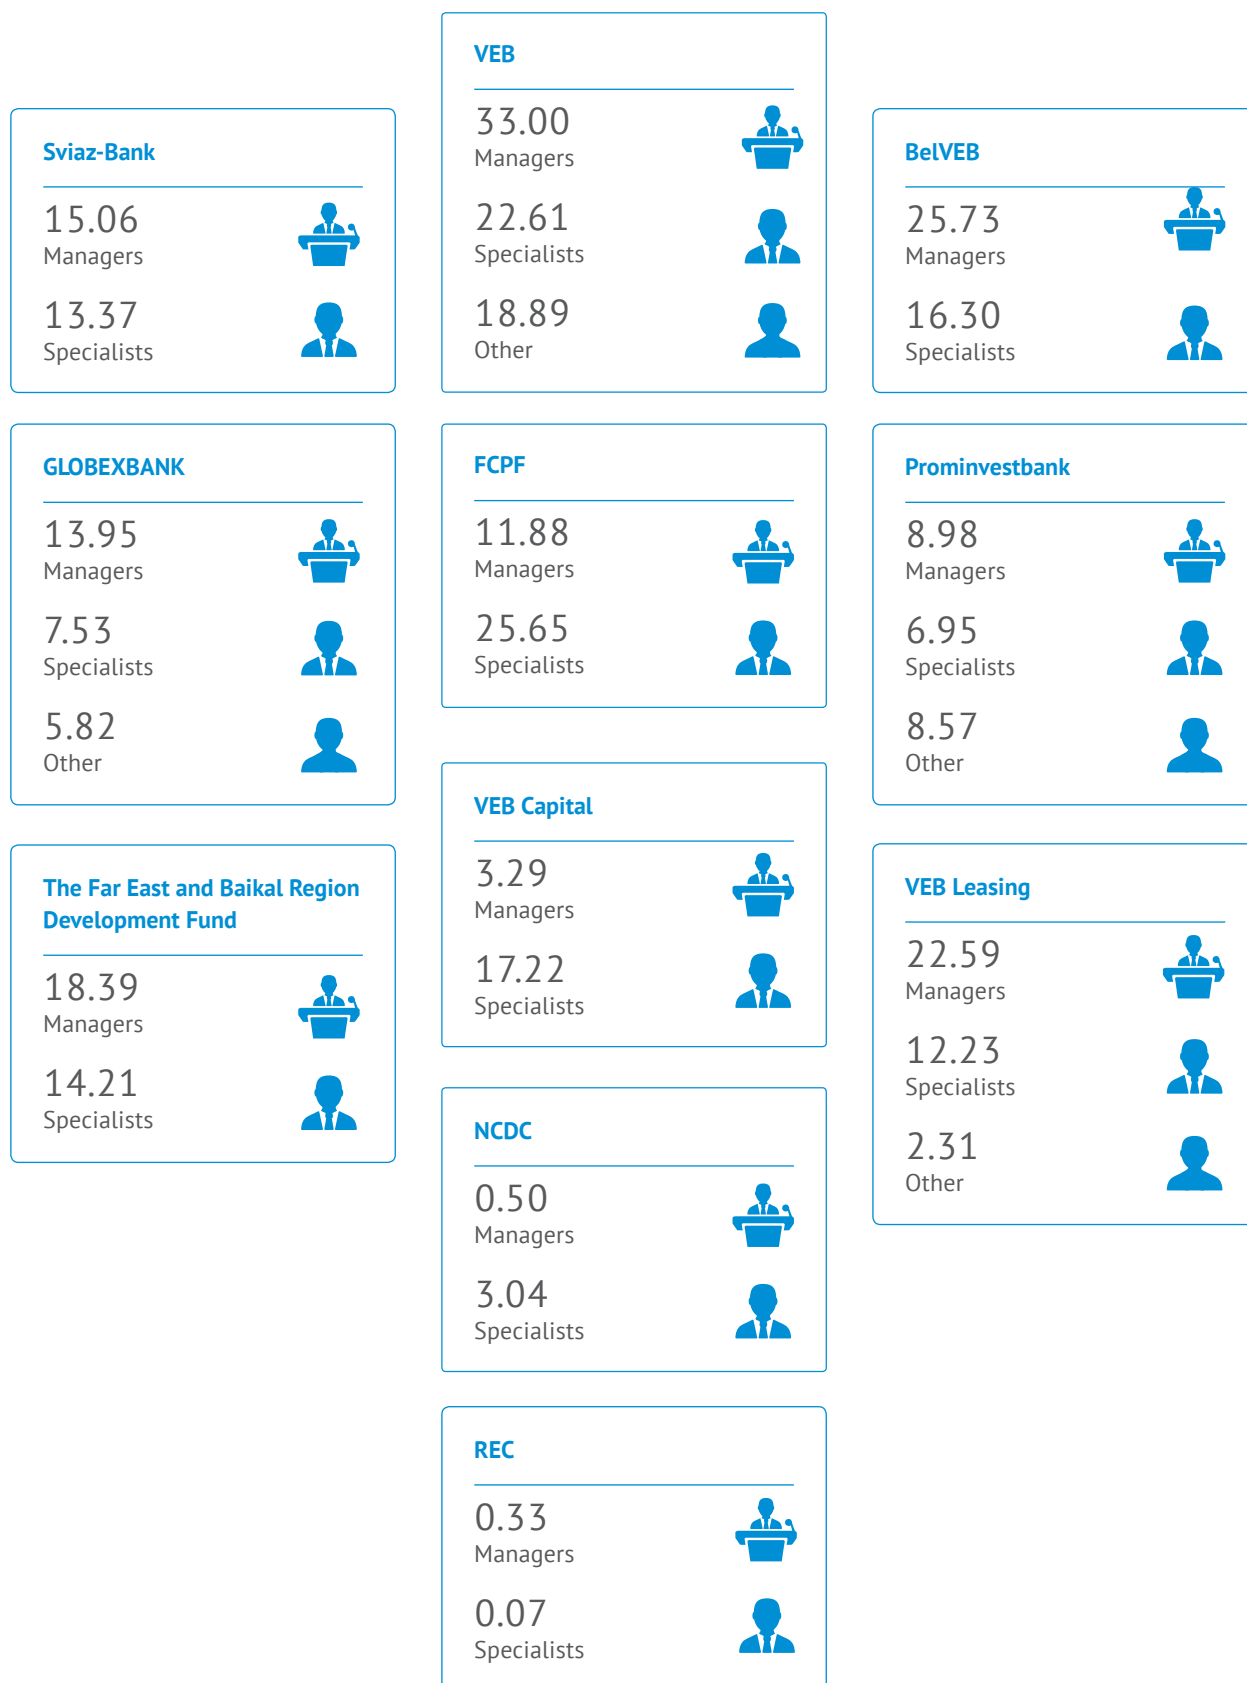 VEB
33.00
Managers
22.61
Specialists
18.89
Other
Sviaz-Bank
15.06
Managers
13.37
Specialists
BelVEB
25.73
Managers
16.30
Specialists
GLOBEXBANK
13.95
Managers
7.53
Specialists
5.82
Other
FCPF
11.88
Managers
25.65
Specialists
Prominvestbank
8.98
Managers
6.95
Specialists
8.57
Other
The Far East and Baikal Region
Development Fund
18.39
Managers
14.21
Specialists
VEB Capital
3.29
Managers
17.22
Specialists
VEB Leasing
22.59
Managers
12.23
Specialists
2.31
Other
NCDC
0.50
Managers
3.04
Specialists
REC
0.33
Managers
0.07
Specialists